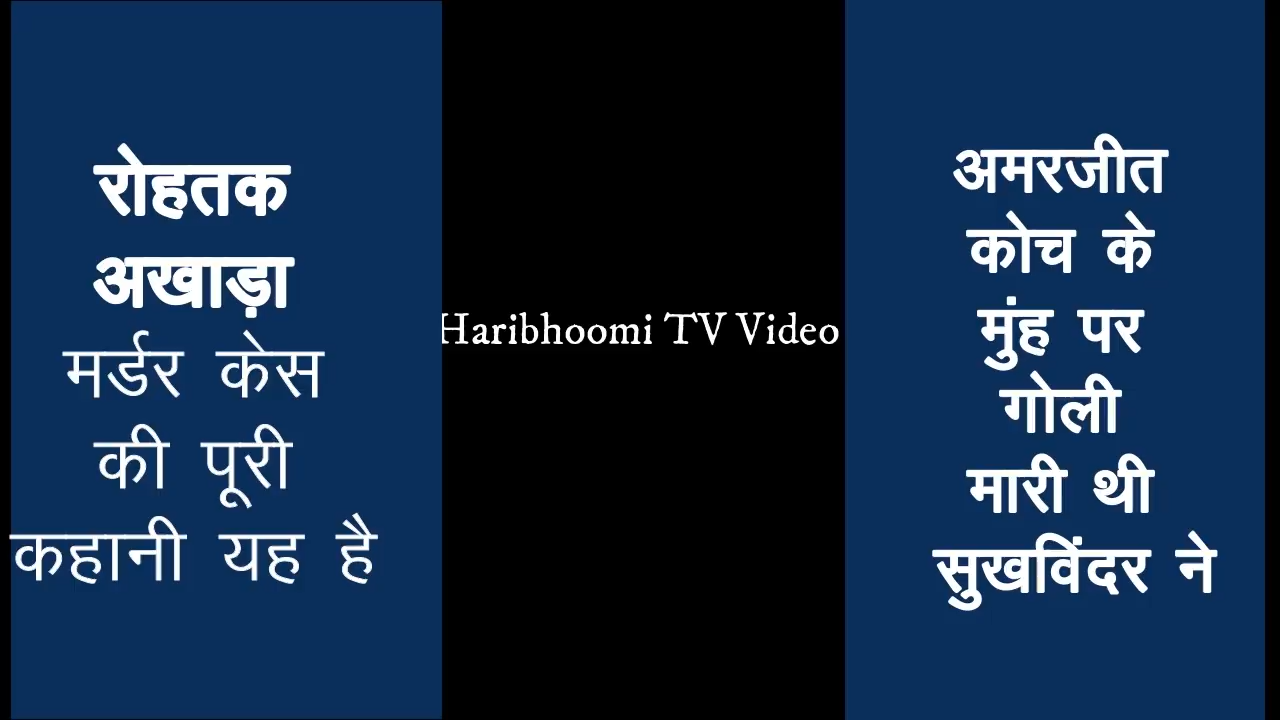 रोहतक
अखाड़ा
मर्डर केस
की पूरी
कहानी यह है
Haribhoomi TV Video
अमरजीत
कोच के
मुंह पर
गोली
मारी थी
सुखविंदर ने